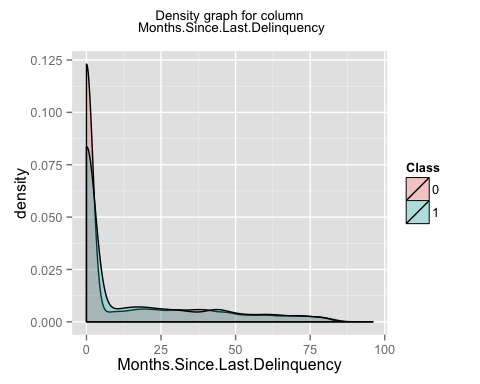 Density graph for column
Months.Since.Last.Delinquency
0.125
0.100
0.075
0.050
0.025
0.000
density
0 25 50 75 100
Months.Since.Last.Delinquency
Class
0
1